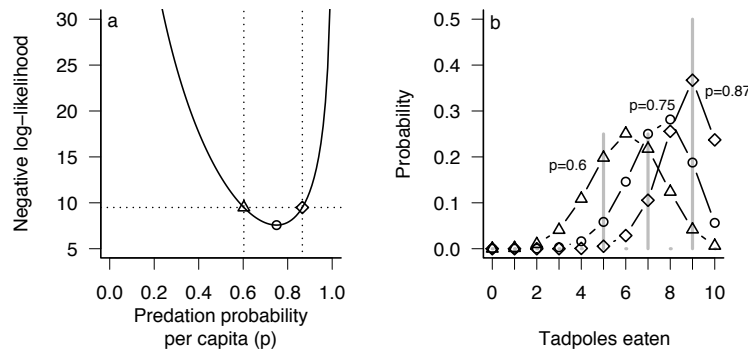 a
30
25
20
15
10
5
Negative log−likelihood
0.0 0.2 0.4 0.6 0.8 1.0
Predation probability
per capita (p)
b
0.5
0.4
0.3
0.2
0.1
0.0
Probability
p=0.6
p=0.75
p=0.87
0 2 4 6 8 10
Tadpoles eaten